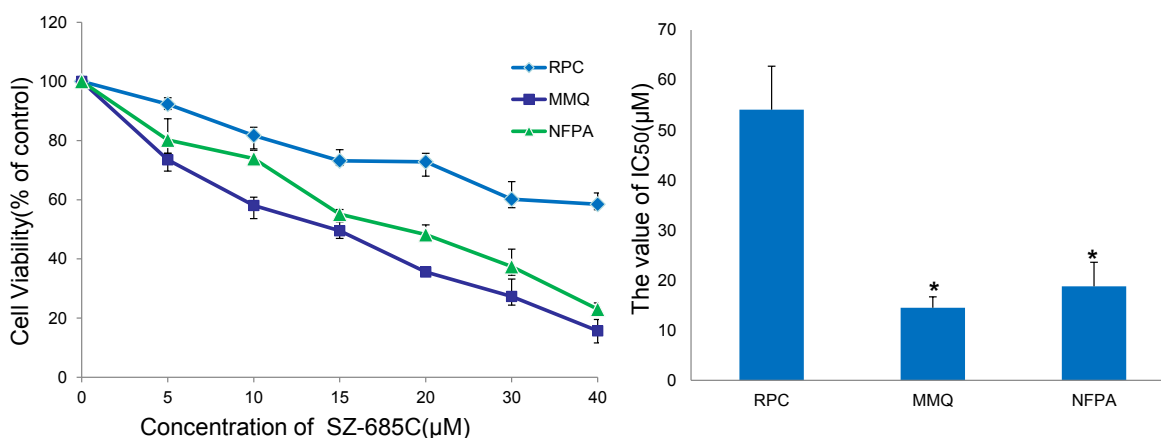 Cell Viability(% of control)
120
100
80
60
40
20
0
0 5 10 15 20 30 40
Concentration of SZ-685C(μM)
RPC
MMQ
NFPA
The value of IC50(μM)
70
60
50
40
30
20
10
0
* *
RPC MMQ NFPA